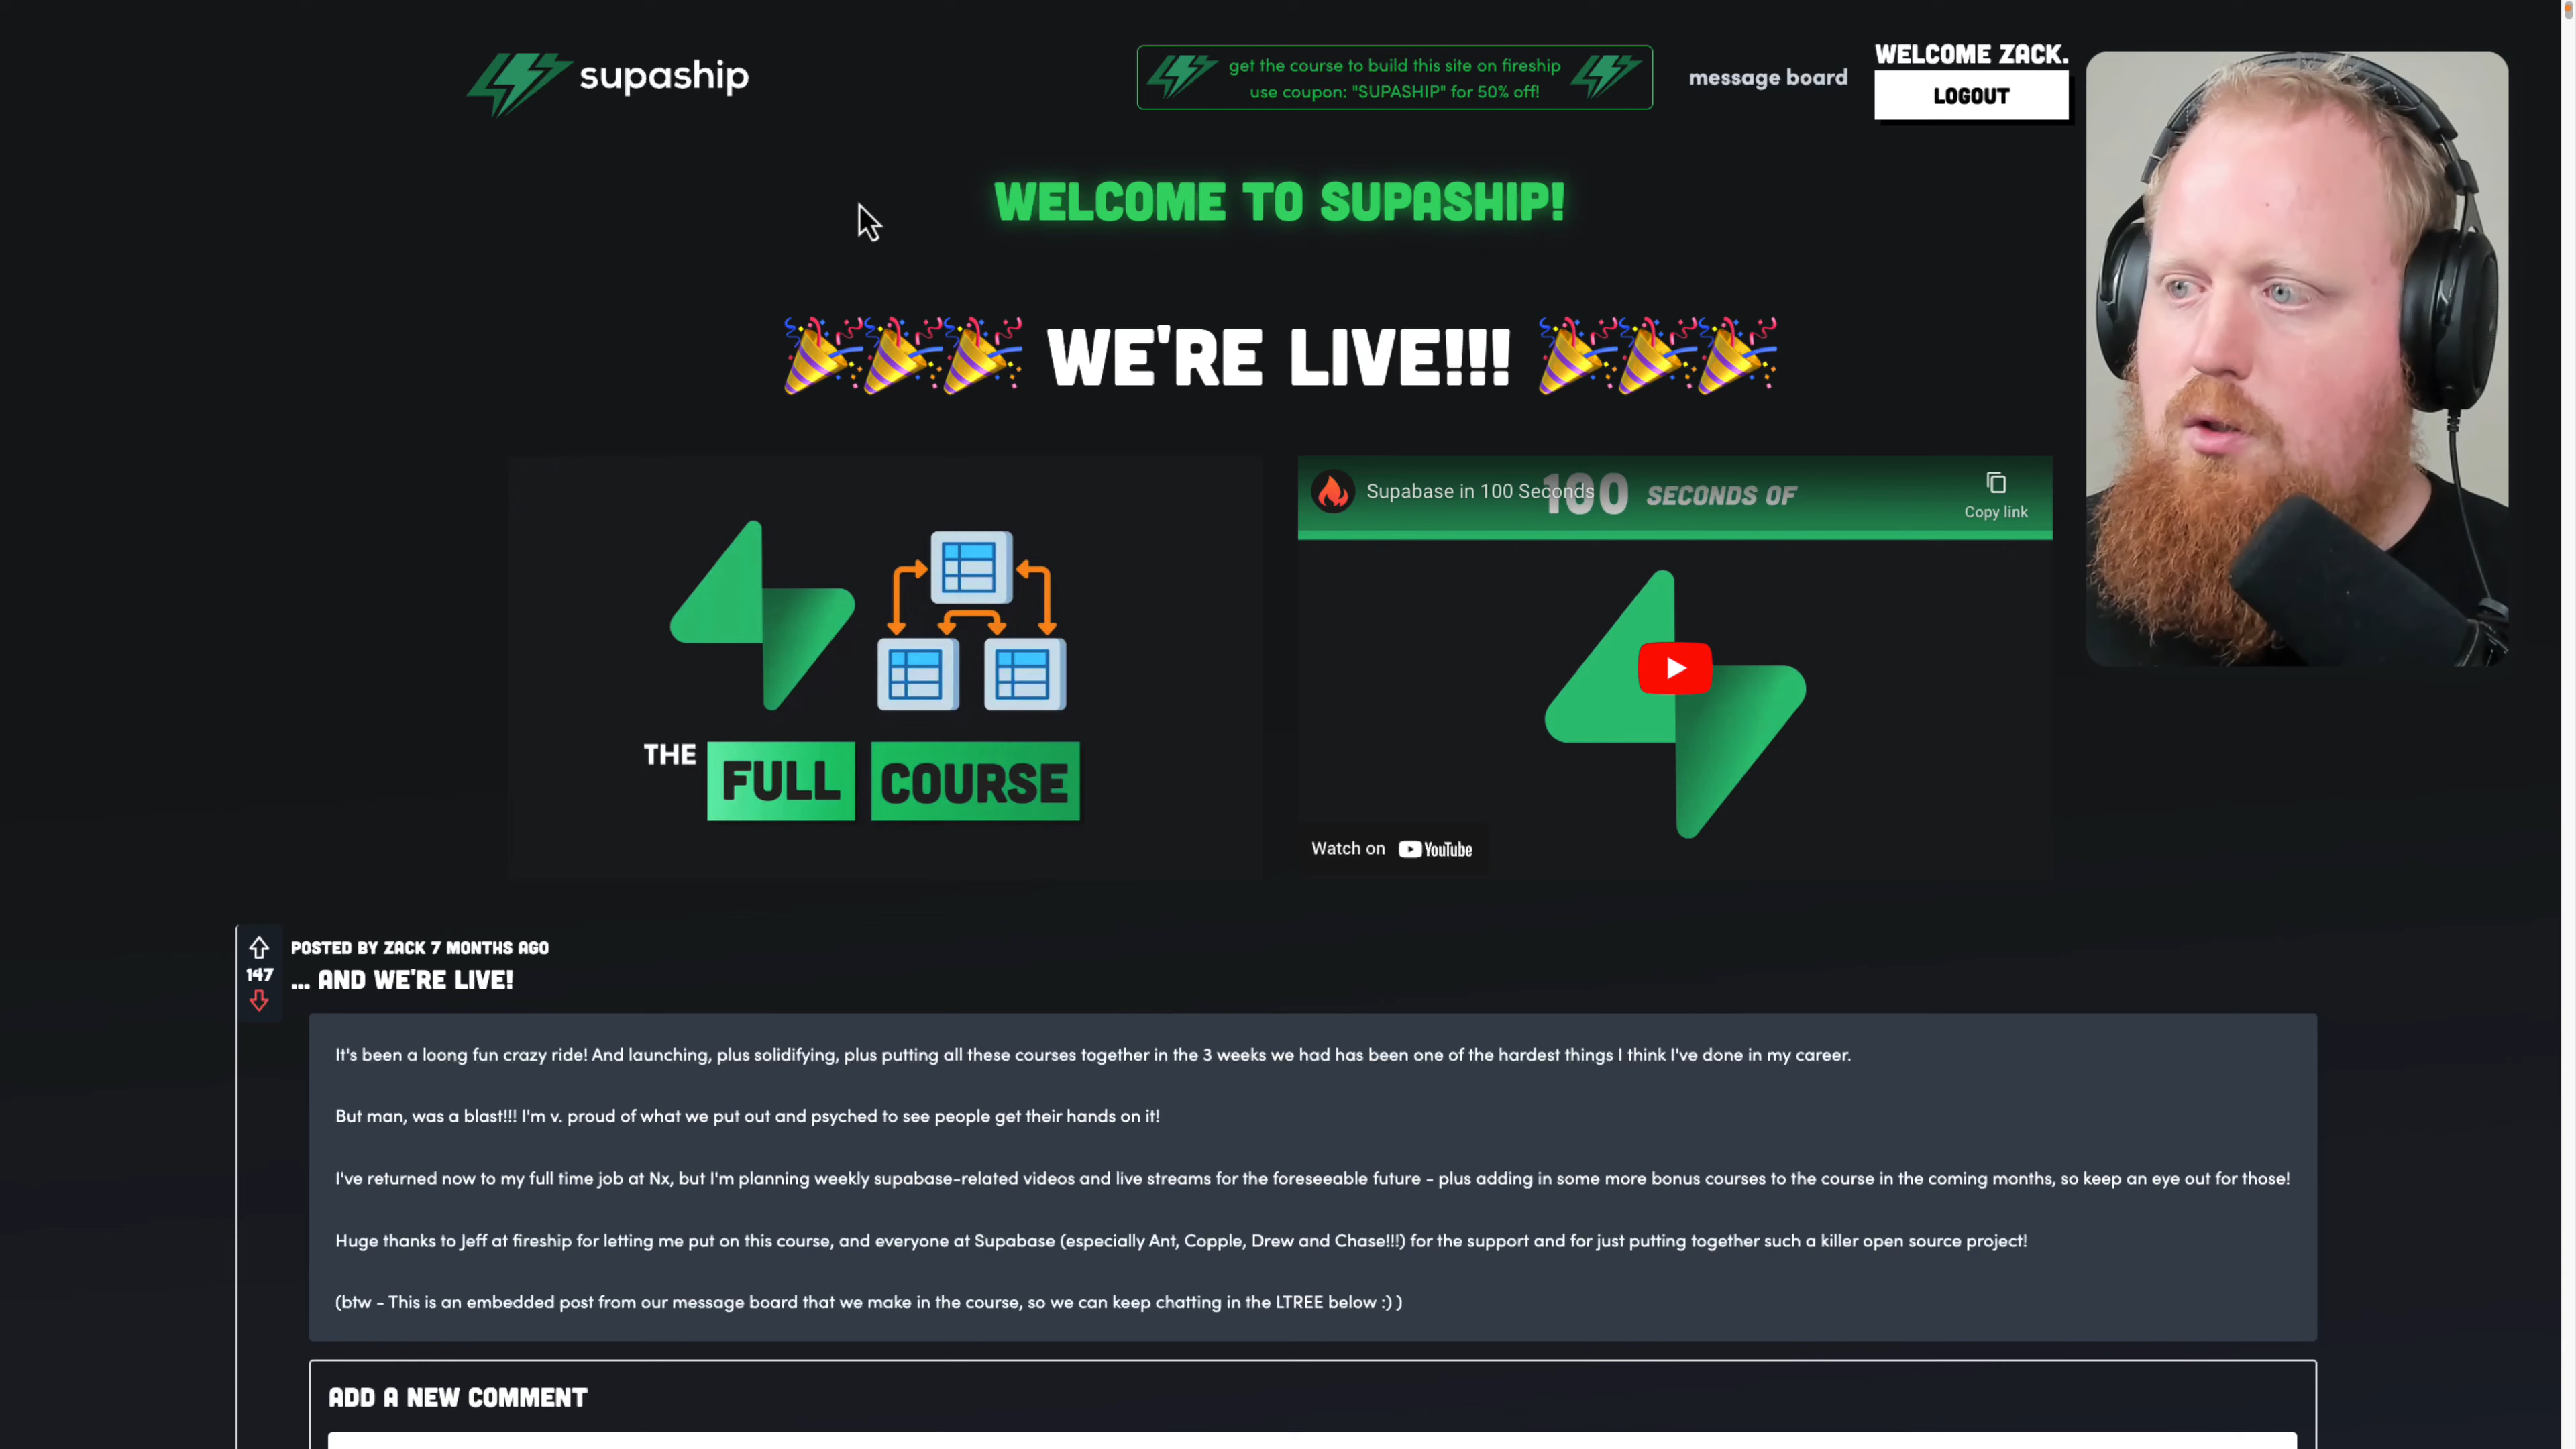 supaship
get the course to build this site on fireship
use coupon: "SUPASHIP" for 50% off!
message board
WELCOME ZACK.
LOGOUT
WELCOME TO SUPASHIP!
🎉🎉🎉 WE'RE LIVE!!! 🎉🎉🎉
THE FULL COURSE
Supabase in 100 Seconds
100 SECONDS OF
Copy link
Watch on YouTube
POSTED BY ZACK 7 MONTHS AGO
147
... AND WE'RE LIVE!
It's been a loong fun crazy ride! And launching, plus solidifying, plus putting all these courses together in the 3 weeks we had has been one of the hardest things I think I've done in my career.
But man, was a blast!!! I'm v. proud of what we put out and psyched to see people get their hands on it!
I've returned now to my full time job at Nx, but I'm planning weekly supabase-related videos and live streams for the foreseeable future - plus adding in some more bonus courses to the course in the coming months, so keep an eye out for those!
Huge thanks to Jeff at fireship for letting me put on this course, and everyone at Supabase (especially Ant, Copple, Drew and Chase!!!) for the support and for just putting together such a killer open source project!
(btw - This is an embedded post from our message board that we make in the course, so we can keep chatting in the LTREE below :) )
ADD A NEW COMMENT